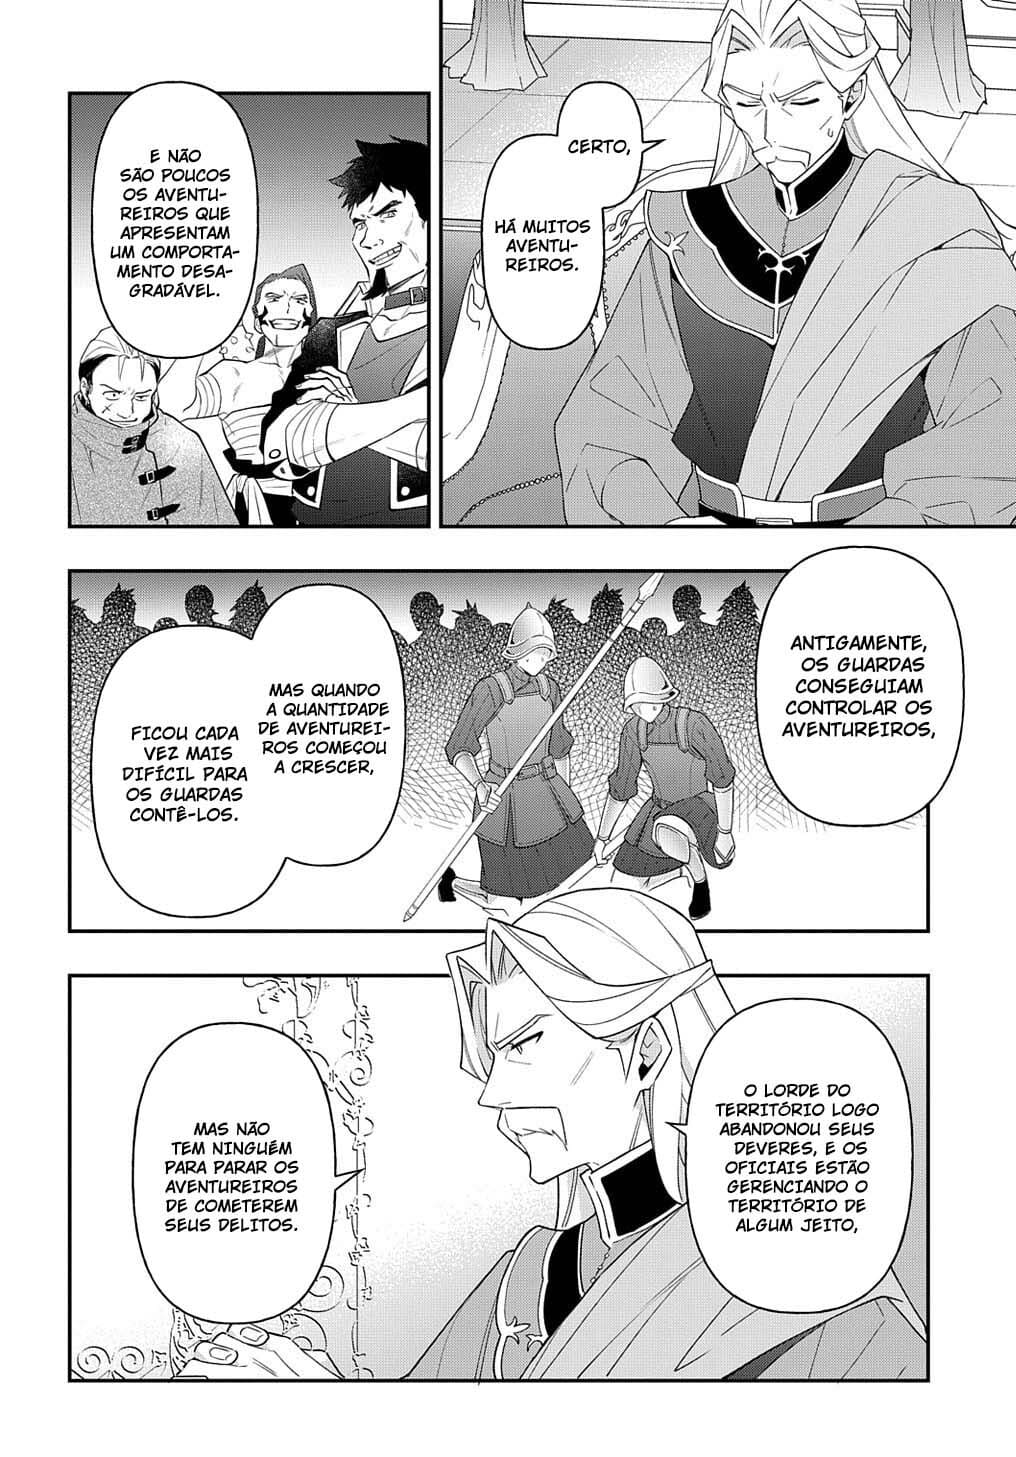 CERTO,
HÁ MUITOS
AVENTU-
REIROS.
E NÃO
SÃO POUCOS
OS AVENTU-
REIROS QUE
APRESENTAM
UM COMPORTA-
MENTO DESA-
GRADÁVEL.
ANTIGAMENTE,
OS GUARDAS
CONSEGUIAM
CONTROLAR OS
AVENTUREIROS,
MAS QUANDO
A QUANTIDADE
DE AVENTUREI-
ROS COMEÇOU
A CRESCER,
FICOU CADA
VEZ MAIS
DIFÍCIL PARA
OS GUARDAS
CONTÊ-LOS.
O LORDE DO
TERRITÓRIO LOGO
ABANDONOU SEUS
DEVERES, E OS
OFICIAIS ESTÃO
GERENCIANDO O
TERRITÓRIO DE
ALGUM JEITO,
MAS NÃO
TEM NINGUÉM
PARA PARAR OS
AVENTUREIROS
DE COMETEREM
SEUS DELITOS.